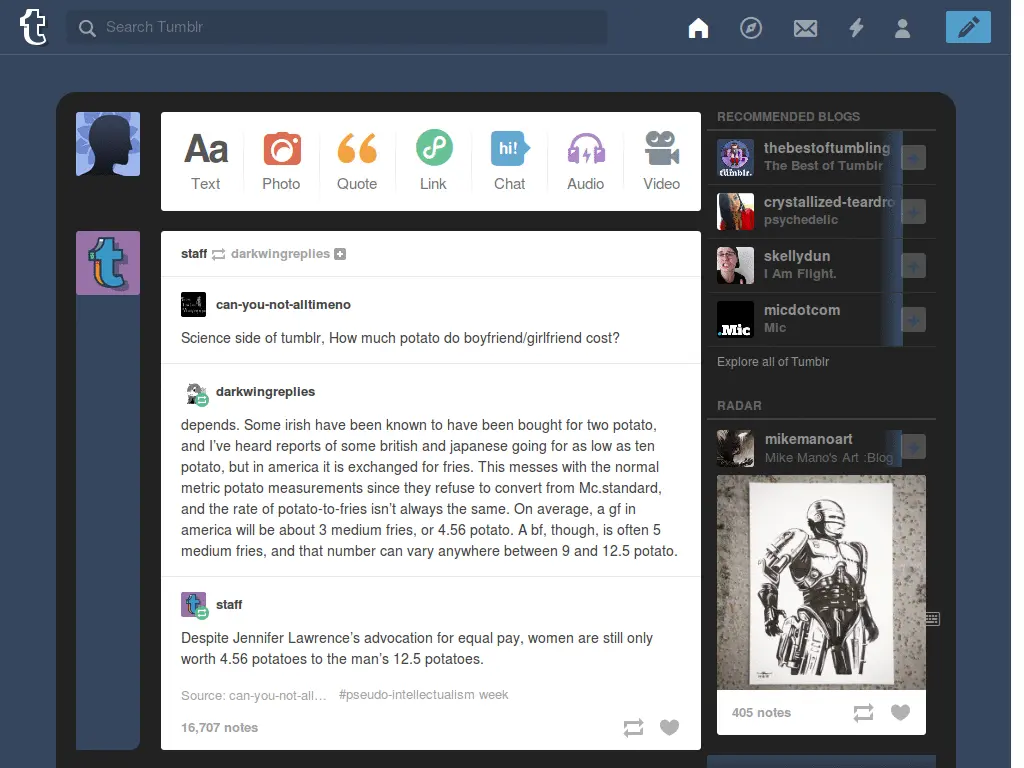 t
Search Tumblr
Aa
hi!
Text
Photo
Quote
Link
Chat
Audio
Video
t
staff darkwingreplies
can-you-not-alltimeno
Science side of tumblr, How much potato do boyfriend/girlfriend cost?
darkwingreplies
depends. Some irish have been known to have been bought for two potato,
and I’ve heard reports of some british and japanese going for as low as ten
potato, but in america it is exchanged for fries. This messes with the normal
metric potato measurements since they refuse to convert from Mc.standard,
and the rate of potato-to-fries isn’t always the same. On average, a gf in
america will be about 3 medium fries, or 4.56 potato. A bf, though, is often 5
medium fries, and that number can vary anywhere between 9 and 12.5 potato.
staff
Despite Jennifer Lawrence’s advocation for equal pay, women are still only
worth 4.56 potatoes to the man’s 12.5 potatoes.
Source: can-you-not-all… #pseudo-intellectualism week
16,707 notes
RECOMMENDED BLOGS
tumblr.
thebestoftumbling
The Best of Tumblr
crystallized-teardro
psychedelic
skellydun
I Am Flight.
.Mic
micdotcom
Mic
Explore all of Tumblr
RADAR
mikemanoart
Mike Mano's Art :Blog
405 notes